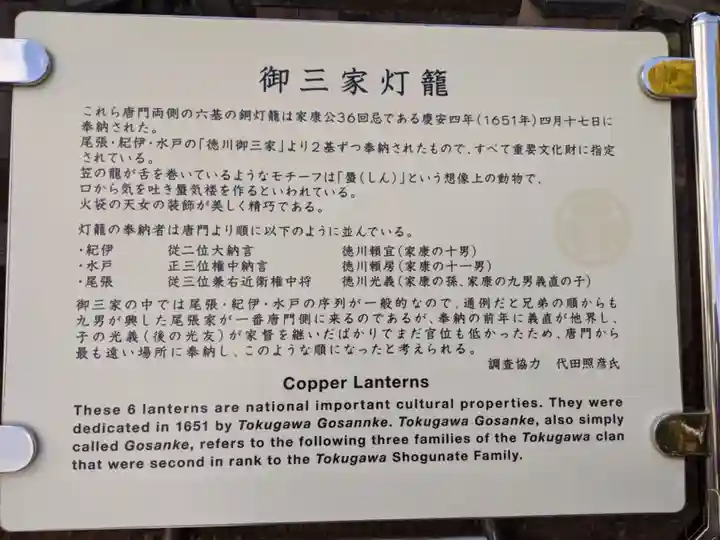 御三家灯籠
これら唐門両側の六基の銅灯籠は家康公36回忌である慶安四年(1651年)四月十七日に
奉納された。
尾張・紀伊・水戸の「徳川御三家」より2基ずつ奉納されたもので、すべて重要文化財に指定
されている。
笠の龍が舌を巻いているようなモチーフは「蜃(しん)」という想像上の動物で、
口から気を吐き蜃気楼を作るといわれている。
火袋の天女の装飾が美しく精巧である。
灯籠の奉納者は唐門より順に以下のように並んでいる。
・紀伊 従二位大納言 徳川頼宣(家康の十男)
・水戸 正三位権中納言 徳川頼房(家康の十一男)
・尾張 従三位兼右近衛権中将 徳川光義(家康の孫、家康の九男義直の子)
御三家の中では尾張・紀伊・水戸の序列が一般的なので、通例だと兄弟の順からも
九男が興した尾張家が一番唐門側に来るのであるが、奉納の前年に義直が他界し、
子の光義(後の光友)が家督を継いだばかりでまだ官位も低かったため、唐門から
最も遠い場所に奉納し、このような順になったと考えられる。
調査協力 代田照彦氏
Copper Lanterns
These 6 lanterns are national important cultural properties. They were
dedicated in 1651 by Tokugawa Gosannke. Tokugawa Gosanke, also simply
called Gosanke, refers to the following three families of the Tokugawa clan
that were second in rank to the Tokugawa Shogunate Family.